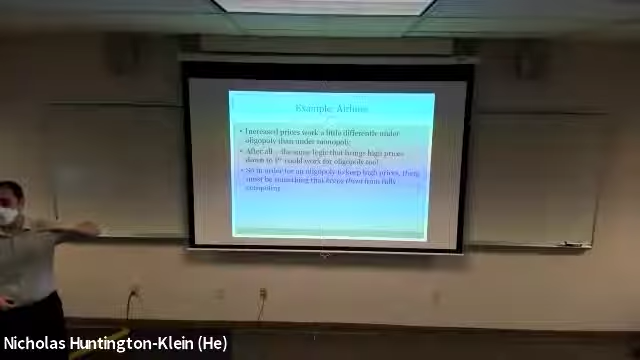 Example: Airlines
• Increased prices work a little differently under
oligopoly than under monopoly
• After all - the same logic that brings high prices
down to P* could work for oligopoly too!
• So in order for an oligopoly to keep high prices, there
must be something that keeps them from fully
competing
Nicholas Huntington-Klein (He)